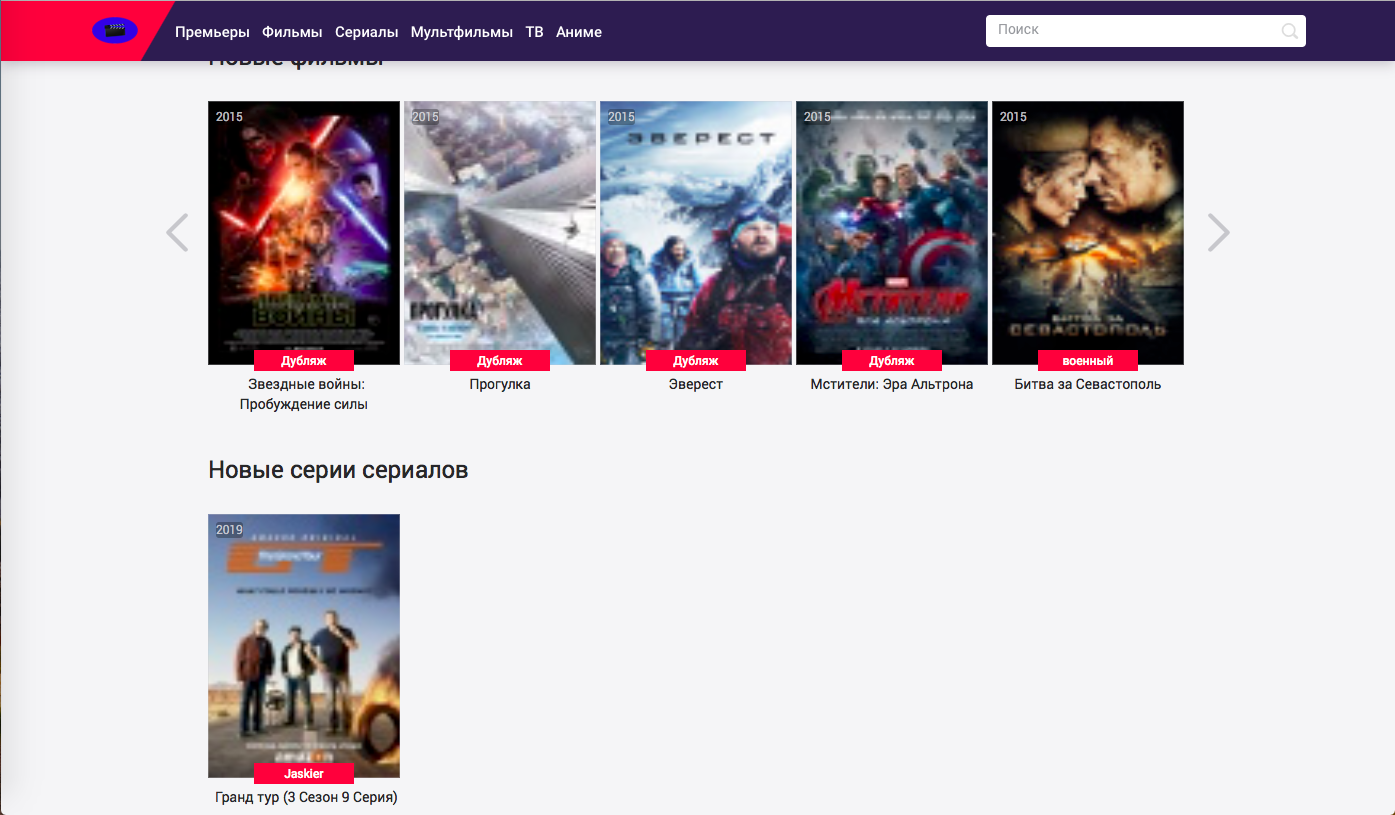 Премьеры Фильмы Сериалы Мультфильмы ТВ Аниме
Поиск
Новые фильмы
2015
2015
2015
2015
2015
ВОЙНЫ
ПРОГУЛКА
ЭВЕРЕСТ
МСТИТЕЛИ
БИТВА ЗА
СЕВАСТОПОЛЬ
Дубляж
Дубляж
Дубляж
Дубляж
военный
Звездные войны:
Пробуждение силы
Прогулка
Эверест
Мстители: Эра Альтрона
Битва за Севастополь
Новые серии сериалов
2019
GT
amazon
Jaskier
Гранд тур (3 Сезон 9 Серия)